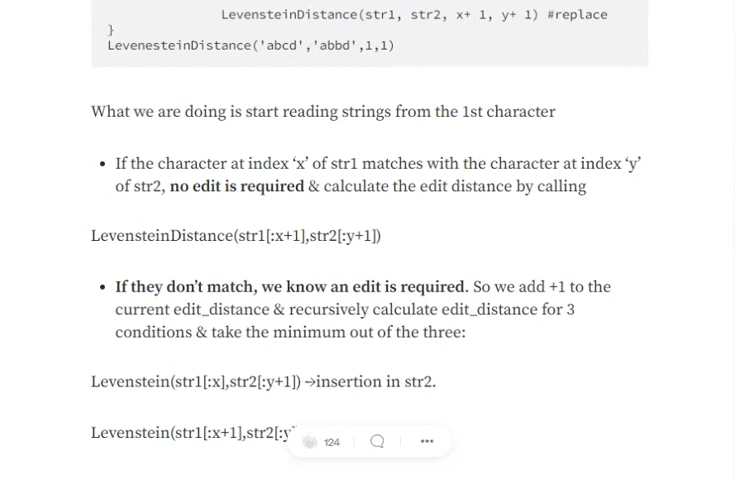 LevensteinDistance(str1, str2, x+ 1, y+ 1) #replace
}
LevenesteinDistance('abcd','abbd',1,1)
What we are doing is start reading strings from the 1st character
• If the character at index ‘x’ of str1 matches with the character at index ‘y’
of str2, no edit is required & calculate the edit distance by calling
LevensteinDistance(str1[:x+1],str2[:y+1])
• If they don’t match, we know an edit is required. So we add +1 to the
current edit_distance & recursively calculate edit_distance for 3
conditions & take the minimum out of the three:
Levenstein(str1[:x],str2[:y+1]) →insertion in str2.
Levenstein(str1[:x+1],str2[:y
124